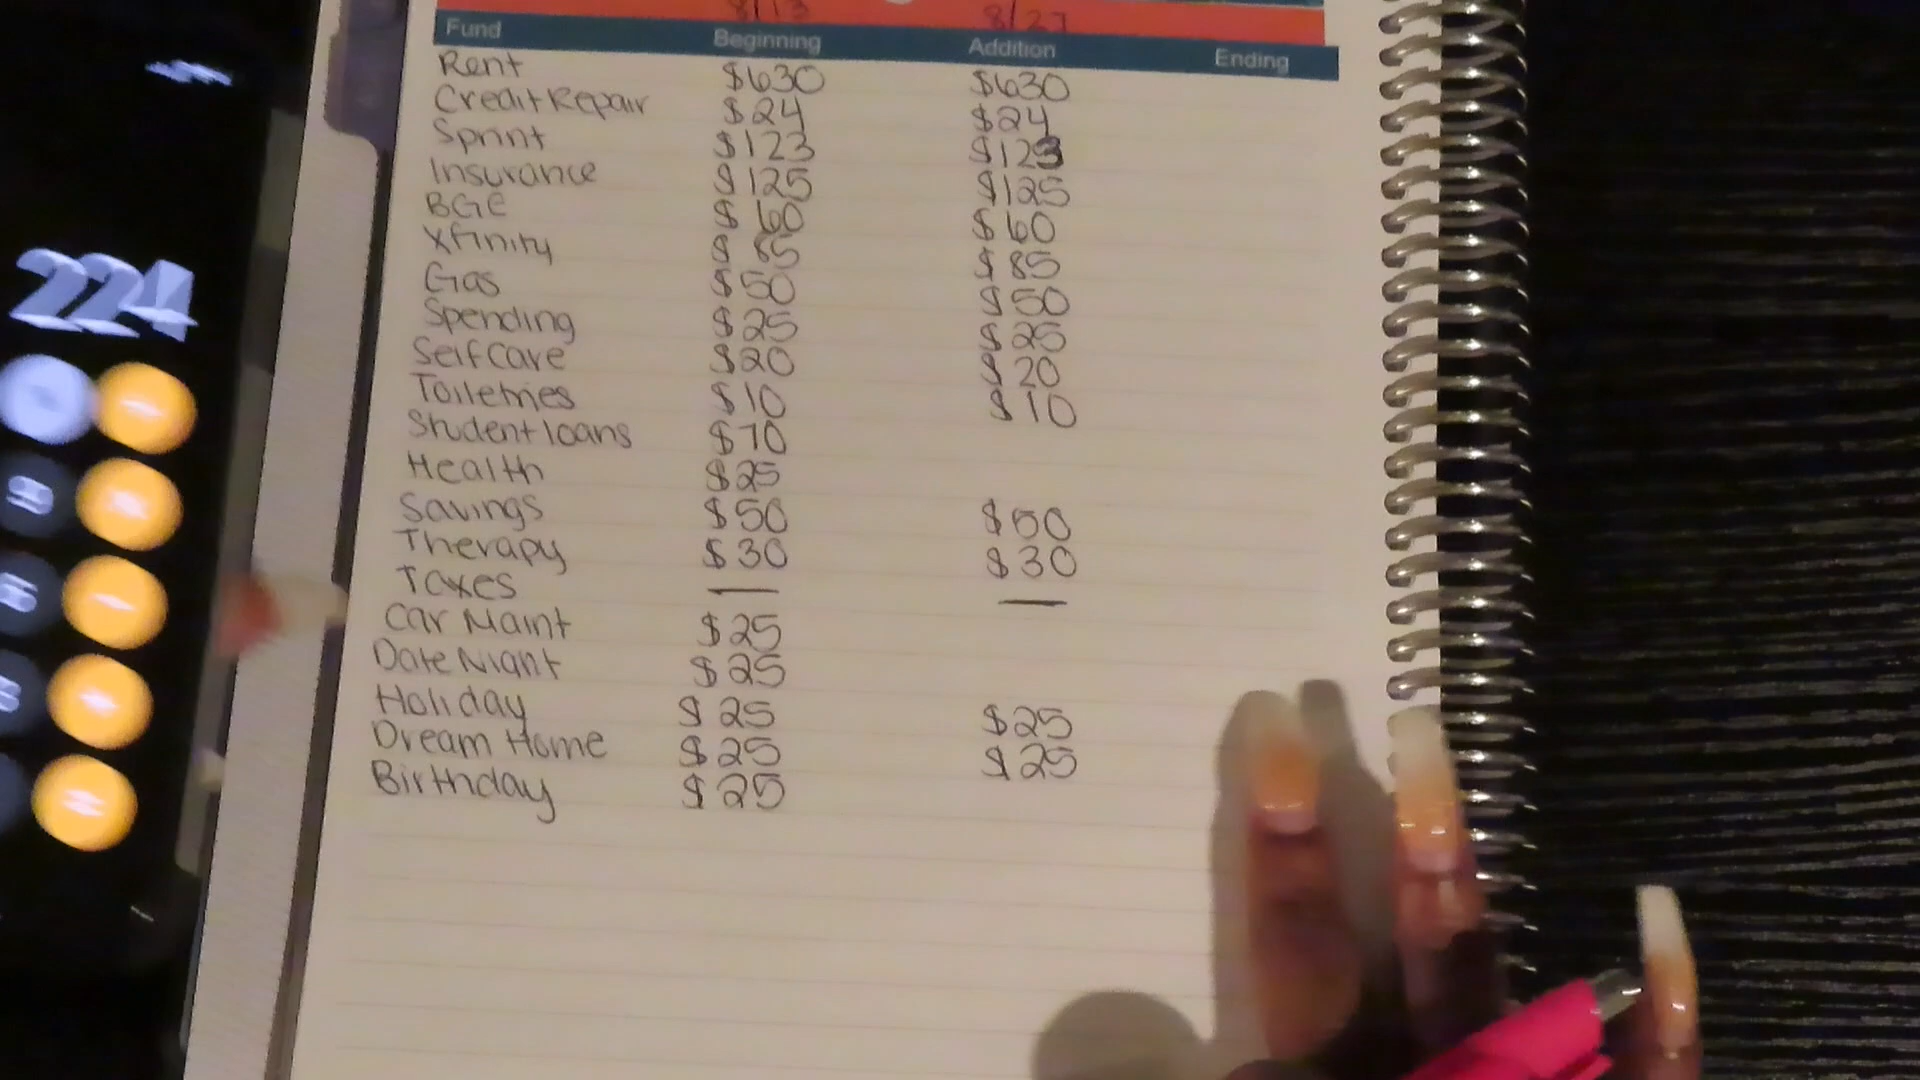 8/13 8/27
Fund Beginning Addition Ending
Rent $630 $630
Credit Repair $24 $24
Sprint $123 $123
Insurance $125 $125
BGE $60 $60
Xfinity $85 $85
Gas $50 $50
Spending $25 $25
Self Care $20 $20
Toiletries $10 $10
Student loans $70
Health $25
Savings $50 $50
Therapy $30 $30
Taxes — —
Car Maint $25
Date Night $25
Holiday $25 $25
Dream Home $25 $25
Birthday $25
224